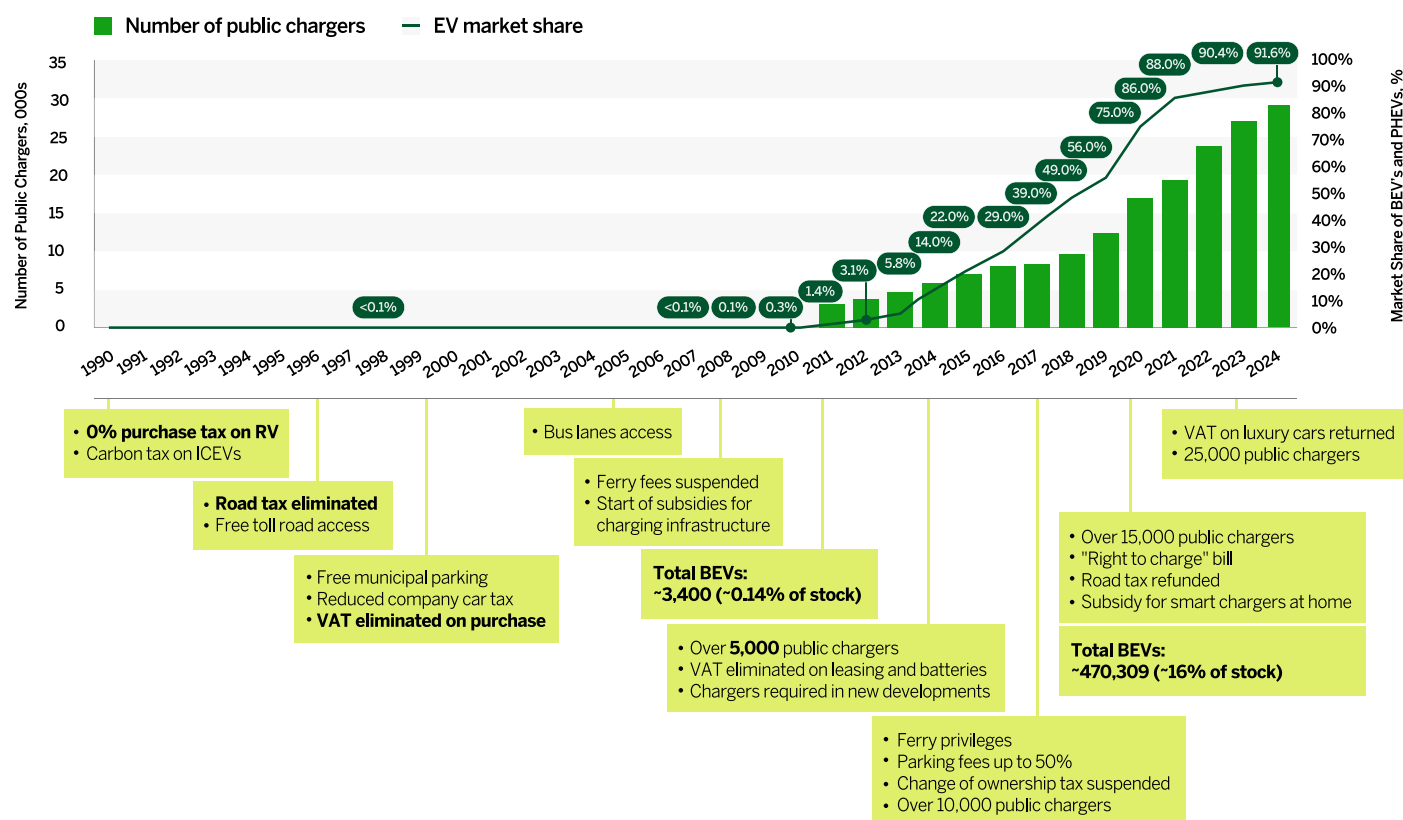 Number of public chargers
EV market share
Number of Public Chargers, 000s
35
30
25
20
15
10
5
0
<0.1%
<0.1%
0.1%
0.3%
1.4%
3.1%
5.8%
14.0%
22.0%
29.0%
39.0%
49.0%
56.0%
75.0%
86.0%
88.0%
90.4%
91.6%
100%
90%
80%
70%
60%
50%
40%
30%
20%
10%
0%
Market Share of BEV's and PHEVs. %
1990
1991
1992
1993
1994
1995
1996
1997
1998
1999
2000
2001
2002
2003
2004
2005
2006
2007
2008
2009
2010
2011
2012
2013
2014
2015
2016
2017
2018
2019
2020
2021
2022
2023
2024
• 0% purchase tax on RV
• Carbon tax on ICEVs
• Road tax eliminated
• Free toll road access
• Free municipal parking
• Reduced company car tax
• VAT eliminated on purchase
• Bus lanes access
• Ferry fees suspended
• Start of subsidies for
charging infrastructure
Total BEVs:
~3,400 (~0.14% of stock)
• Over 5,000 public chargers
• VAT eliminated on leasing and batteries
• Chargers required in new developments
• Ferry privileges
• Parking fees up to 50%
• Change of ownership tax suspended
• Over 10,000 public chargers
• Over 15,000 public chargers
• "Right to charge" bill
• Road tax refunded
• Subsidy for smart chargers at home
Total BEVs:
~470,309 (~16% of stock)
• VAT on luxury cars returned
• 25,000 public chargers